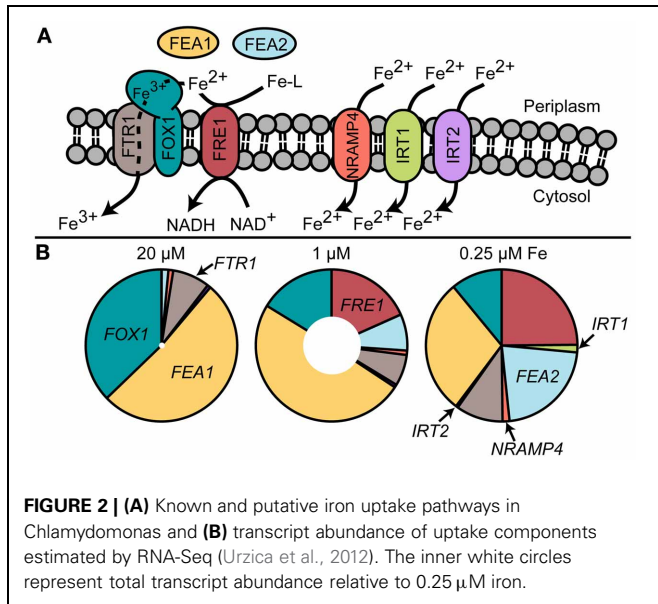 A
FEA1 FEA2
Fe3+ Fe2+ Fe-L Fe2+ Fe2+ Fe2+
Periplasm
FTR1 FOX1 FRE1 NRAMP4 IRT1 IRT2
Cytosol
Fe3+ NADH NAD+ Fe2+ Fe2+ Fe2+
B 20 µM 1 µM 0.25 µM Fe
FTR1
FOX1 FRE1 IRT1
FEA1 FEA2
IRT2 NRAMP4
FIGURE 2 | (A) Known and putative iron uptake pathways in
Chlamydomonas and (B) transcript abundance of uptake components
estimated by RNA-Seq (Urzica et al., 2012). The inner white circles
represent total transcript abundance relative to 0.25 µM iron.